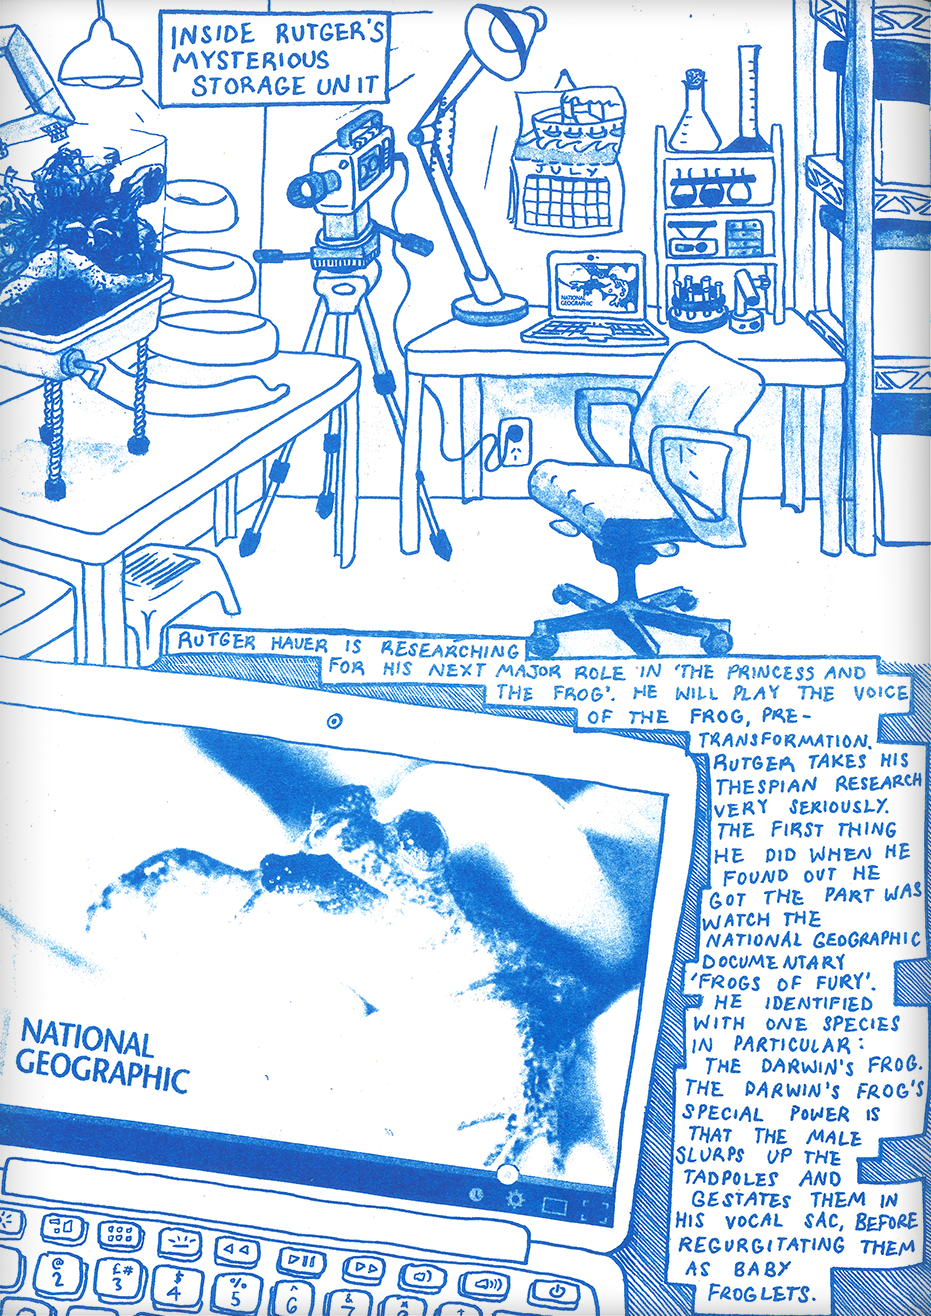 INSIDE RUTGER'S
MYSTERIOUS
STORAGE UNIT
JULY
NATIONAL
GEOGRAPHIC
RUTGER HAUER IS RESEARCHING
FOR HIS NEXT MAJOR ROLE IN 'THE PRINCESS AND
THE FROG'. HE WILL PLAY THE VOICE
OF THE FROG, PRE-
TRANSFORMATION.
RUTGER TAKES HIS
THESPIAN RESEARCH
VERY SERIOUSLY.
THE FIRST THING
HE DID WHEN HE
FOUND OUT HE
GOT THE PART WAS
WATCH THE
NATIONAL GEOGRAPHIC
DOCUMENTARY
'FROGS OF FURY'.
HE IDENTIFIED
WITH ONE SPECIES
IN PARTICULAR:
THE DARWIN'S FROG.
THE DARWIN'S FROG'S
SPECIAL POWER IS
THAT THE MALE
SLURPS UP THE
TADPOLES AND
GESTATES THEM IN
HIS VOCAL SAC, BEFORE
REGURGITATING THEM
AS BABY
FROGLETS.
NATIONAL
GEOGRAPHIC
@ £# $ % ^ &
2 3 4 5 6 7